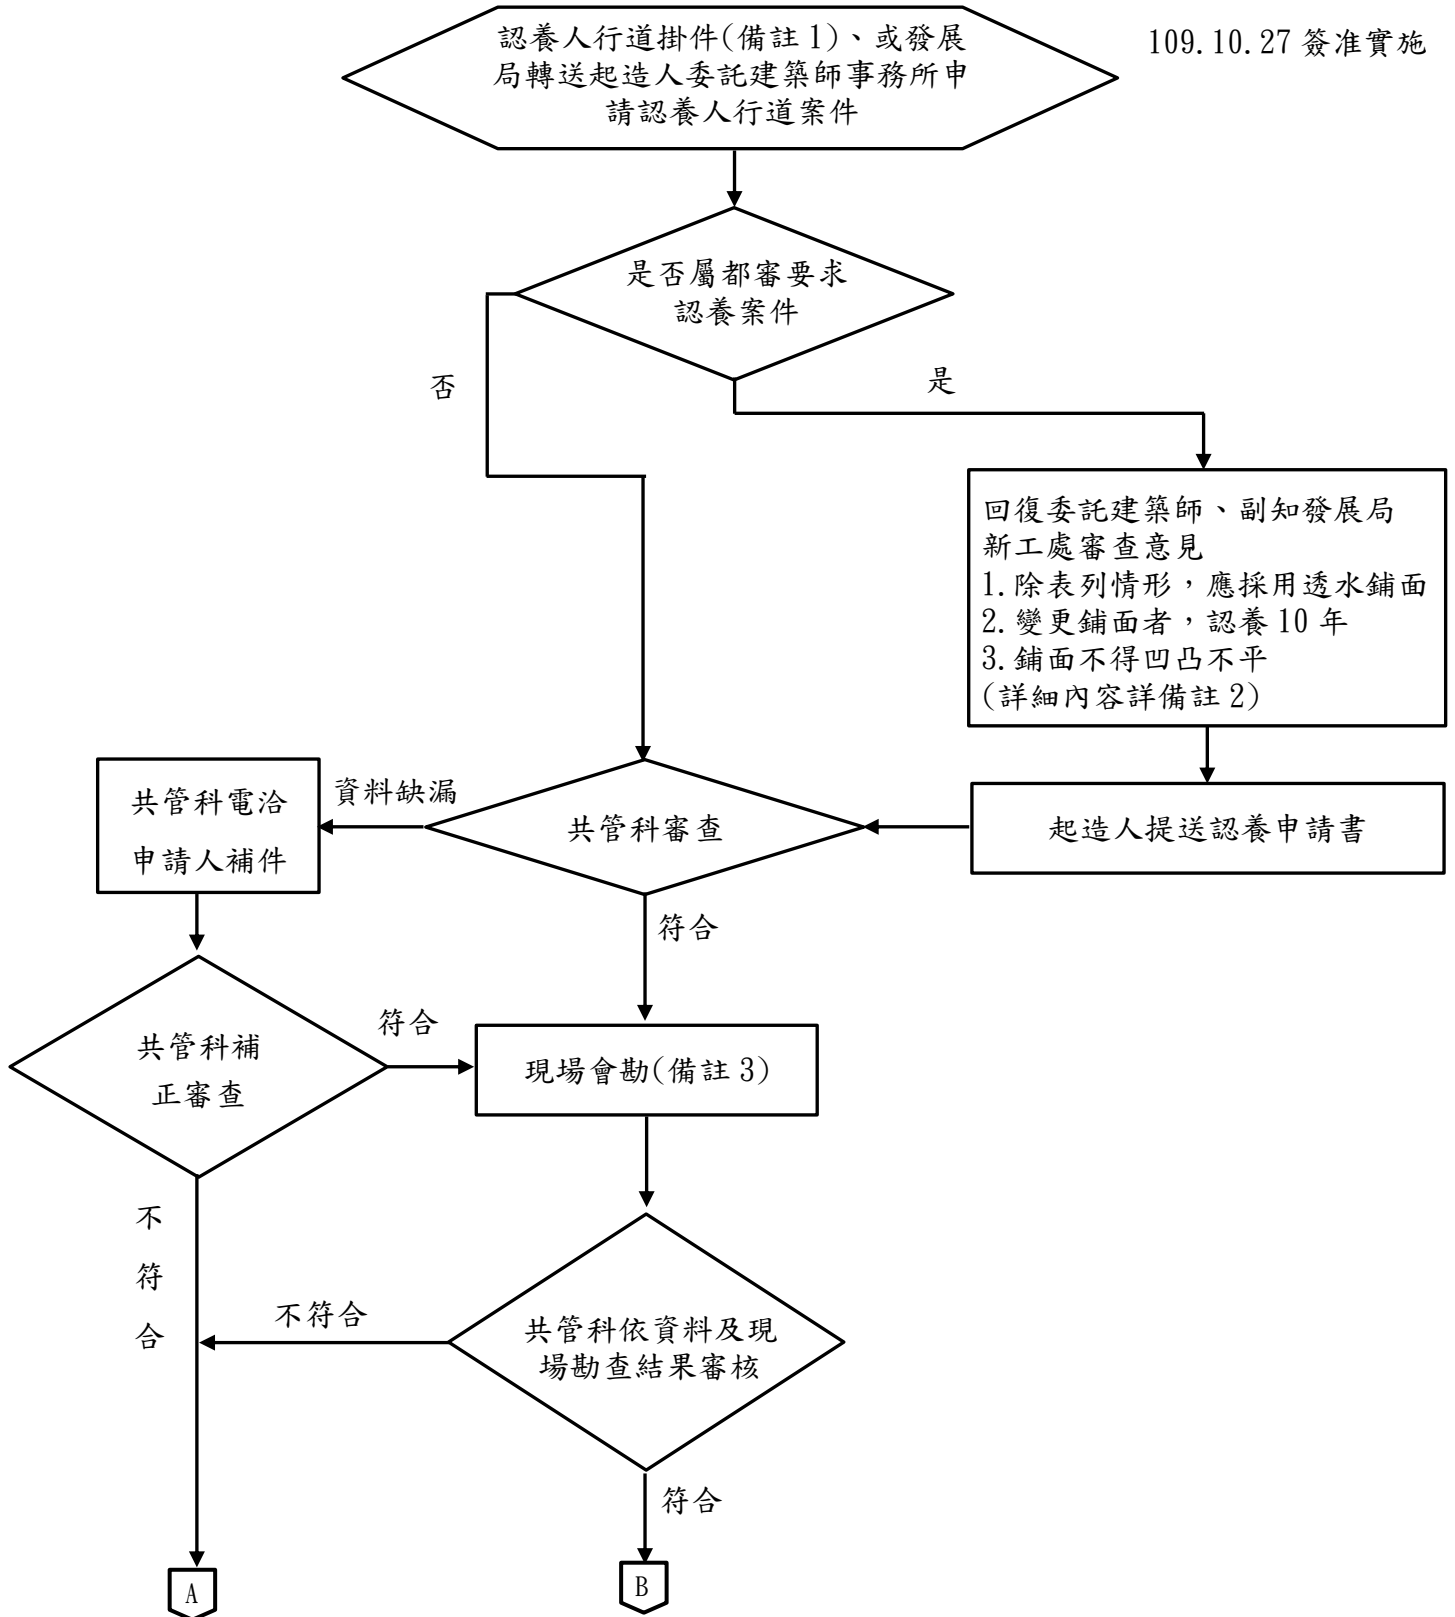 認養人行道掛件(備註1)、或發展
局轉送起造人委託建築師事務所申
請認養人行道案件
109.10.27 簽准實施
是否屬都審要求
認養案件
否
是
回復委託建築師、副知發展局
新工處審查意見
1.除表列情形，應採用透水鋪面
2.變更鋪面者，認養10年
3.鋪面不得凹凸不平
(詳細內容詳備註2)
共管科電洽
申請人補件
資料缺漏
共管科審查
起造人提送認養申請書
符合
共管科補
正審查
符合
現場會勘(備註3)
不
符
合
不符合
共管科依資料及現
場勘查結果審核
符合
A
B